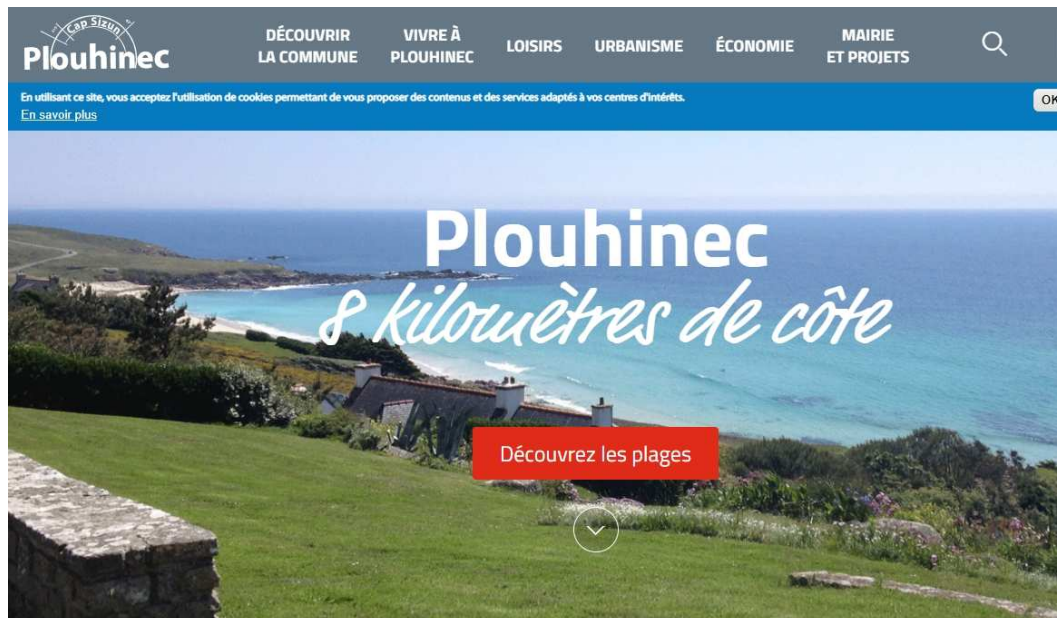 Cap Sizun
Plouhinec
DÉCOUVRIR
LA COMMUNE
VIVRE À
PLOUHINEC
LOISIRS
URBANISME
ÉCONOMIE
MAIRIE
ET PROJETS
En utilisant ce site, vous acceptez l'utilisation de cookies permettant de vous proposer des contenus et des services adaptés à vos centres d'intérêts.
En savoir plus
OK
Plouhinec
8 kilomètres de côte
Découvrez les plages